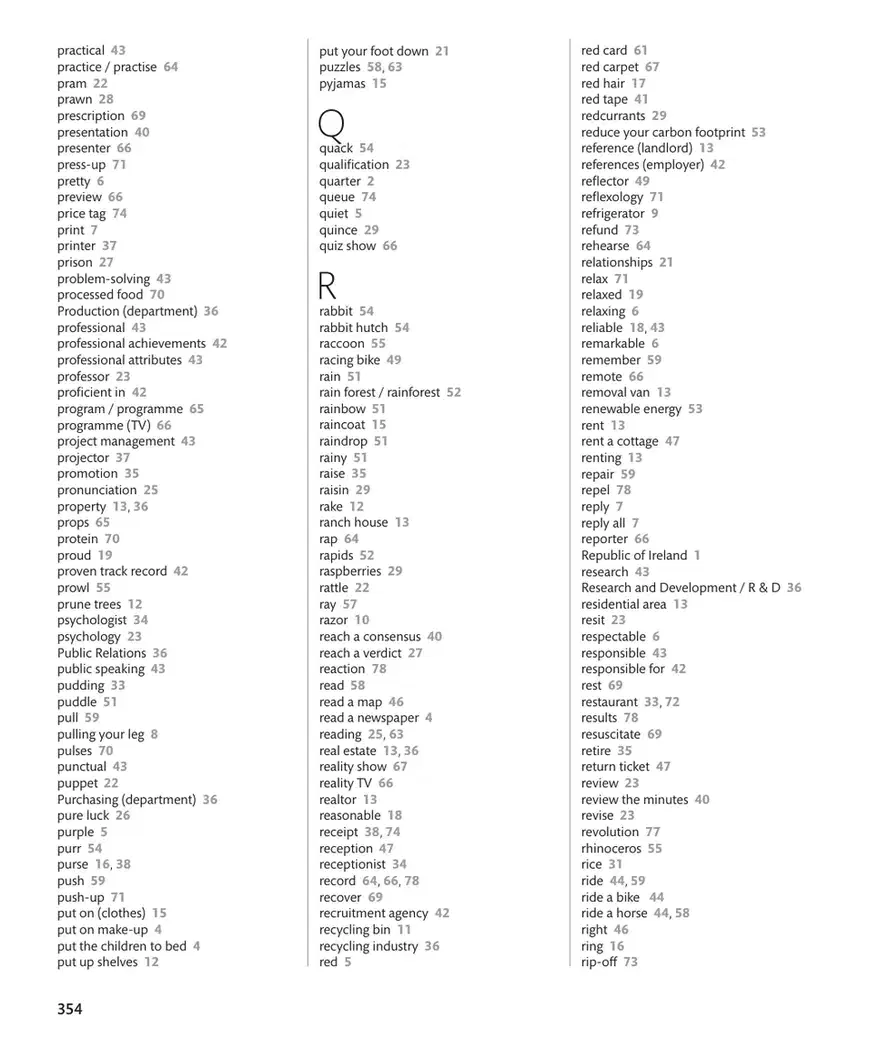 practical 43
practice / practise 64
pram 22
prawn 28
prescription 69
presentation 40
presenter 66
press-up 71
pretty 6
preview 66
price tag 74
print 7
printer 37
prison 27
problem-solving 43
processed food 70
Production (department) 36
professional 43
professional achievements 42
professional attributes 43
professor 23
proficient in 42
program / programme 65
programme (TV) 66
project management 43
projector 37
promotion 35
pronunciation 25
property 13, 36
props 65
protein 70
proud 19
proven track record 42
prowl 55
prune trees 12
psychologist 34
psychology 23
Public Relations 36
public speaking 43
pudding 33
puddle 51
pull 59
pulling your leg 8
pulses 70
punctual 43
puppet 22
Purchasing (department) 36
pure luck 26
purple 5
purr 54
purse 16, 38
push 59
push-up 71
put on (clothes) 15
put on make-up 4
put the children to bed 4
put up shelves 12
put your foot down 21
puzzles 58, 63
pyjamas 15
Q
quack 54
qualification 23
quarter 2
queue 74
quiet 5
quince 29
quiz show 66
R
rabbit 54
rabbit hutch 54
raccoon 55
racing bike 49
rain 51
rain forest / rainforest 52
rainbow 51
raincoat 15
raindrop 51
rainy 51
raise 35
raisin 29
rake 12
ranch house 13
rap 64
rapids 52
raspberries 29
rattle 22
ray 57
razor 10
reach a consensus 40
reach a verdict 27
reaction 78
read 58
read a map 46
read a newspaper 4
reading 25, 63
real estate 13, 36
reality show 67
reality TV 66
realtor 13
reasonable 18
receipt 38, 74
reception 47
receptionist 34
record 64, 66, 78
recover 69
recruitment agency 42
recycling bin 11
recycling industry 36
red 5
red card 61
red carpet 67
red hair 17
red tape 41
redcurrants 29
reduce your carbon footprint 53
reference (landlord) 13
references (employer) 42
reflector 49
reflexology 71
refrigerator 9
refund 73
rehearse 64
relationships 21
relax 71
relaxed 19
relaxing 6
reliable 18, 43
remarkable 6
remember 59
remote 66
removal van 13
renewable energy 53
rent 13
rent a cottage 47
renting 13
repair 59
repel 78
reply 7
reply all 7
reporter 66
Republic of Ireland 1
research 43
Research and Development / R & D 36
residential area 13
resit 23
respectable 6
responsible 43
responsible for 42
rest 69
restaurant 33, 72
results 78
resuscitate 69
retire 35
return ticket 47
review 23
review the minutes 40
revise 23
revolution 77
rhinoceros 55
rice 31
ride 44, 59
ride a bike 44
ride a horse 44, 58
right 46
ring 16
rip-off 73
354